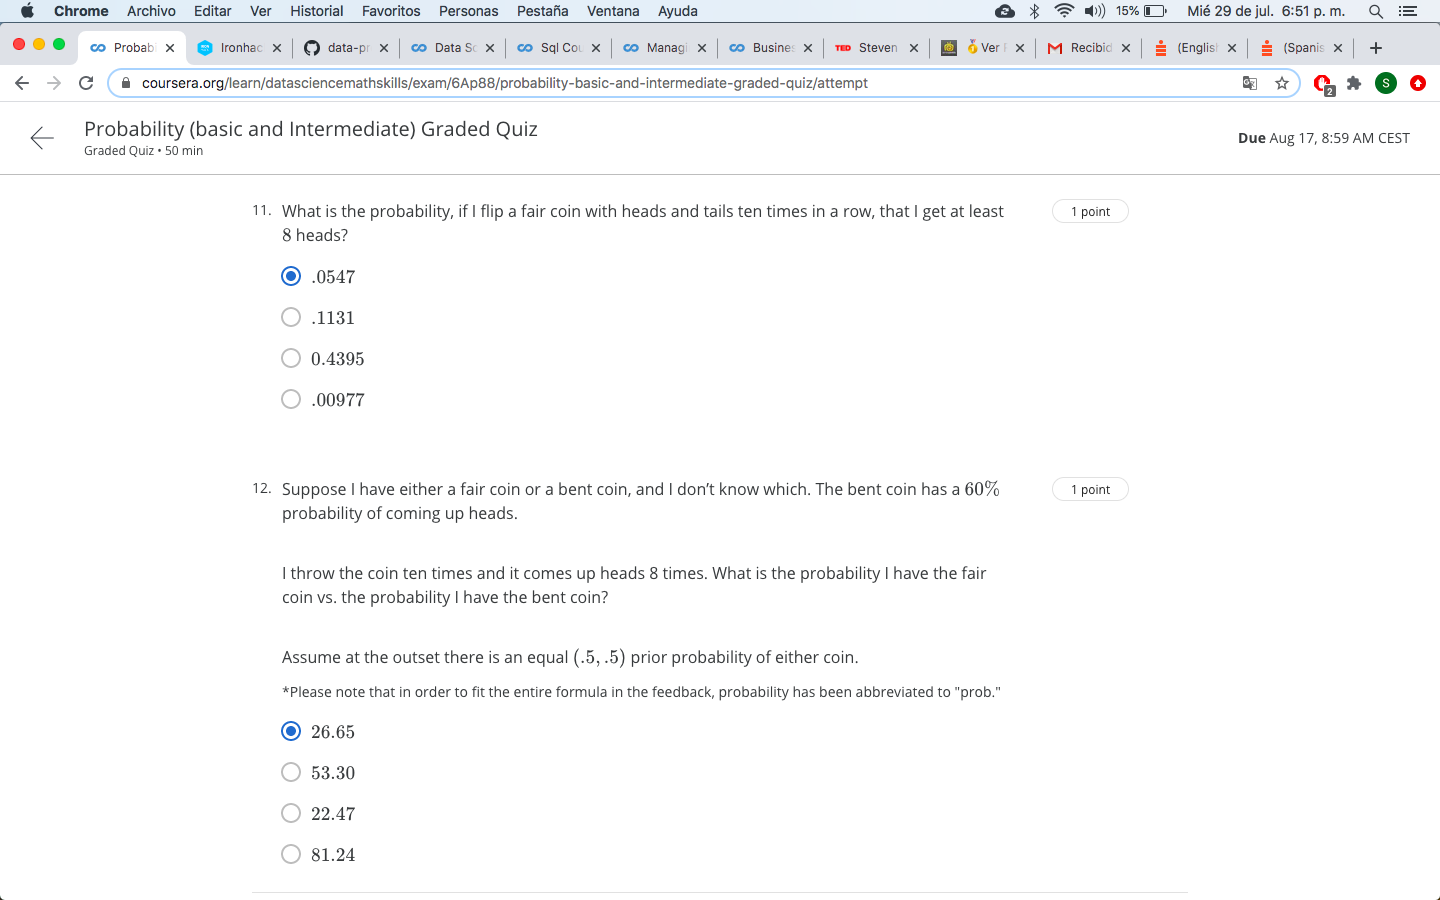 Chrome Archivo Editar Ver Historial Favoritos Personas Pestaña Ventana Ayuda 15% Mié 29 de jul. 6:51 p. m.
Probabi Ironhac data-pr Data Sc Sql Cou Managi Busines TED Steven Ver Recibid (English (Spanis
coursera.org/learn/datasciencemathskills/exam/6Ap88/probability-basic-and-intermediate-graded-quiz/attempt 2 S
Probability (basic and Intermediate) Graded Quiz
Graded Quiz • 50 min
Due Aug 17, 8:59 AM CEST
11. What is the probability, if I flip a fair coin with heads and tails ten times in a row, that I get at least
8 heads?
1 point
.0547
.1131
0.4395
.00977
12. Suppose I have either a fair coin or a bent coin, and I don’t know which. The bent coin has a 60%
probability of coming up heads.
1 point
I throw the coin ten times and it comes up heads 8 times. What is the probability I have the fair
coin vs. the probability I have the bent coin?
Assume at the outset there is an equal (.5, .5) prior probability of either coin.
*Please note that in order to fit the entire formula in the feedback, probability has been abbreviated to "prob."
26.65
53.30
22.47
81.24